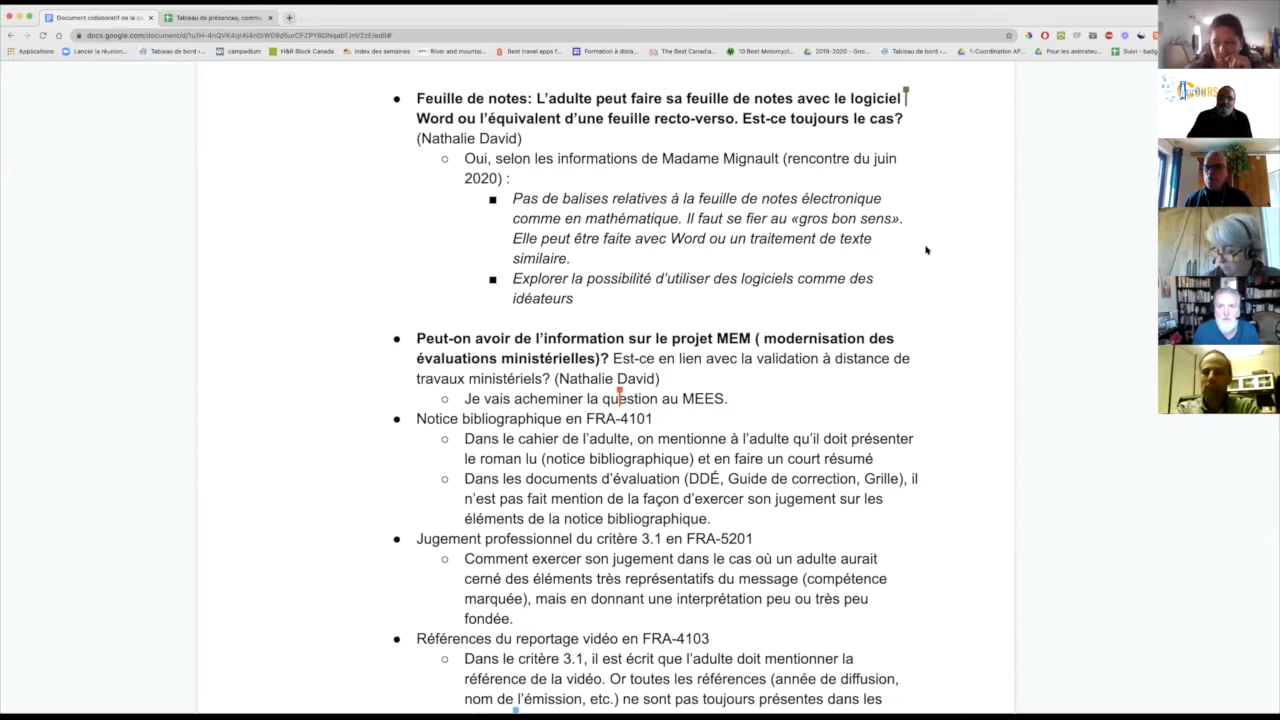 Document collaboratif de la co
Tableau de présences, commu
docs.google.com/document/d/
Applications
Lancer la réunion...
Tableau de bord ‹...
campedium
H&R Block Canada
Index des semaines
River and mountai...
Best travel apps f...
Formation à dista...
The Best Canadia...
10 Best Motorcycl...
2019-2020 - Goo...
Tableau de bord ‹...
1-Coordination AP...
Pour les animateu...
Suivi - badg
OURS
● Feuille de notes: L’adulte peut faire sa feuille de notes avec le logiciel
Word ou l’équivalent d’une feuille recto-verso. Est-ce toujours le cas?
(Nathalie David)
○ Oui, selon les informations de Madame Mignault (rencontre du juin
2020) :
■ Pas de balises relatives à la feuille de notes électronique
comme en mathématique. Il faut se fier au «gros bon sens».
Elle peut être faite avec Word ou un traitement de texte
similaire.
■ Explorer la possibilité d’utiliser des logiciels comme des
idéateurs
● Peut-on avoir de l’information sur le projet MEM ( modernisation des
évaluations ministérielles)? Est-ce en lien avec la validation à distance de
travaux ministériels? (Nathalie David)
○ Je vais acheminer la question au MEES.
● Notice bibliographique en FRA-4101
○ Dans le cahier de l’adulte, on mentionne à l’adulte qu’il doit présenter
le roman lu (notice bibliographique) et en faire un court résumé
○ Dans les documents d’évaluation (DDÉ, Guide de correction, Grille), il
n’est pas fait mention de la façon d’exercer son jugement sur les
éléments de la notice bibliographique.
● Jugement professionnel du critère 3.1 en FRA-5201
○ Comment exercer son jugement dans le cas où un adulte aurait
cerné des éléments très représentatifs du message (compétence
marquée), mais en donnant une interprétation peu ou très peu
fondée.
● Références du reportage vidéo en FRA-4103
○ Dans le critère 3.1, il est écrit que l’adulte doit mentionner la
référence de la vidéo. Or toutes les références (année de diffusion,
nom de l’émission, etc.) ne sont pas toujours présentes dans les